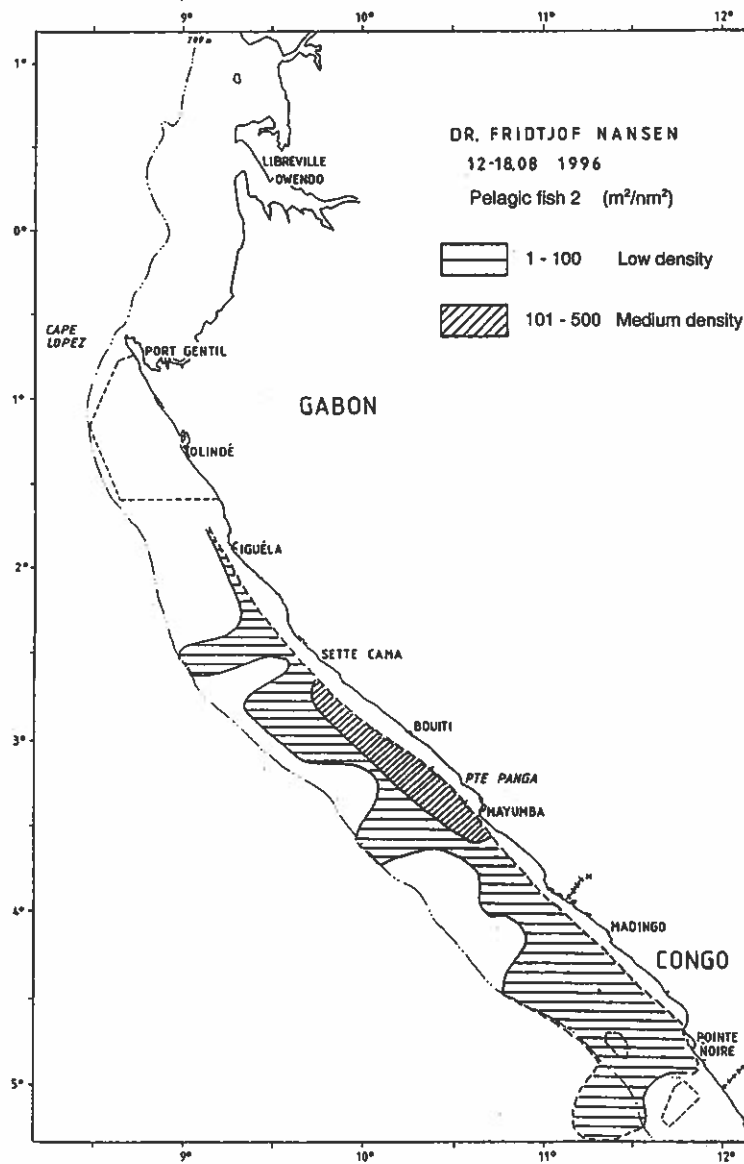 9°
10°
11°
12°
200 m
1°
DR. FRIDTJOF NANSEN
12-18.08 1996
LIBREVILLE
OWENDO
Pelagic fish 2 (m²/nm²)
0°
1 - 100 Low density
CAPE
LOPEZ
101 - 500 Medium density
PORT GENTIL
1°
GABON
OLINDÉ
2°
IGUÉLA
SETTE CAMA
BOUITI
3°
PTE PANGA
MAYUMBA
4°
MADINGO
CONGO
POINTE
NOIRE
5°
9°
10°
11°
12°